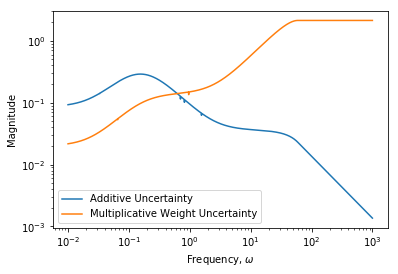 10⁰
10⁻¹
10⁻²
10⁻³
Magnitude
Additive Uncertainty
Multiplicative Weight Uncertainty
10⁻² 10⁻¹ 10⁰ 10¹ 10² 10³
Frequency, ω